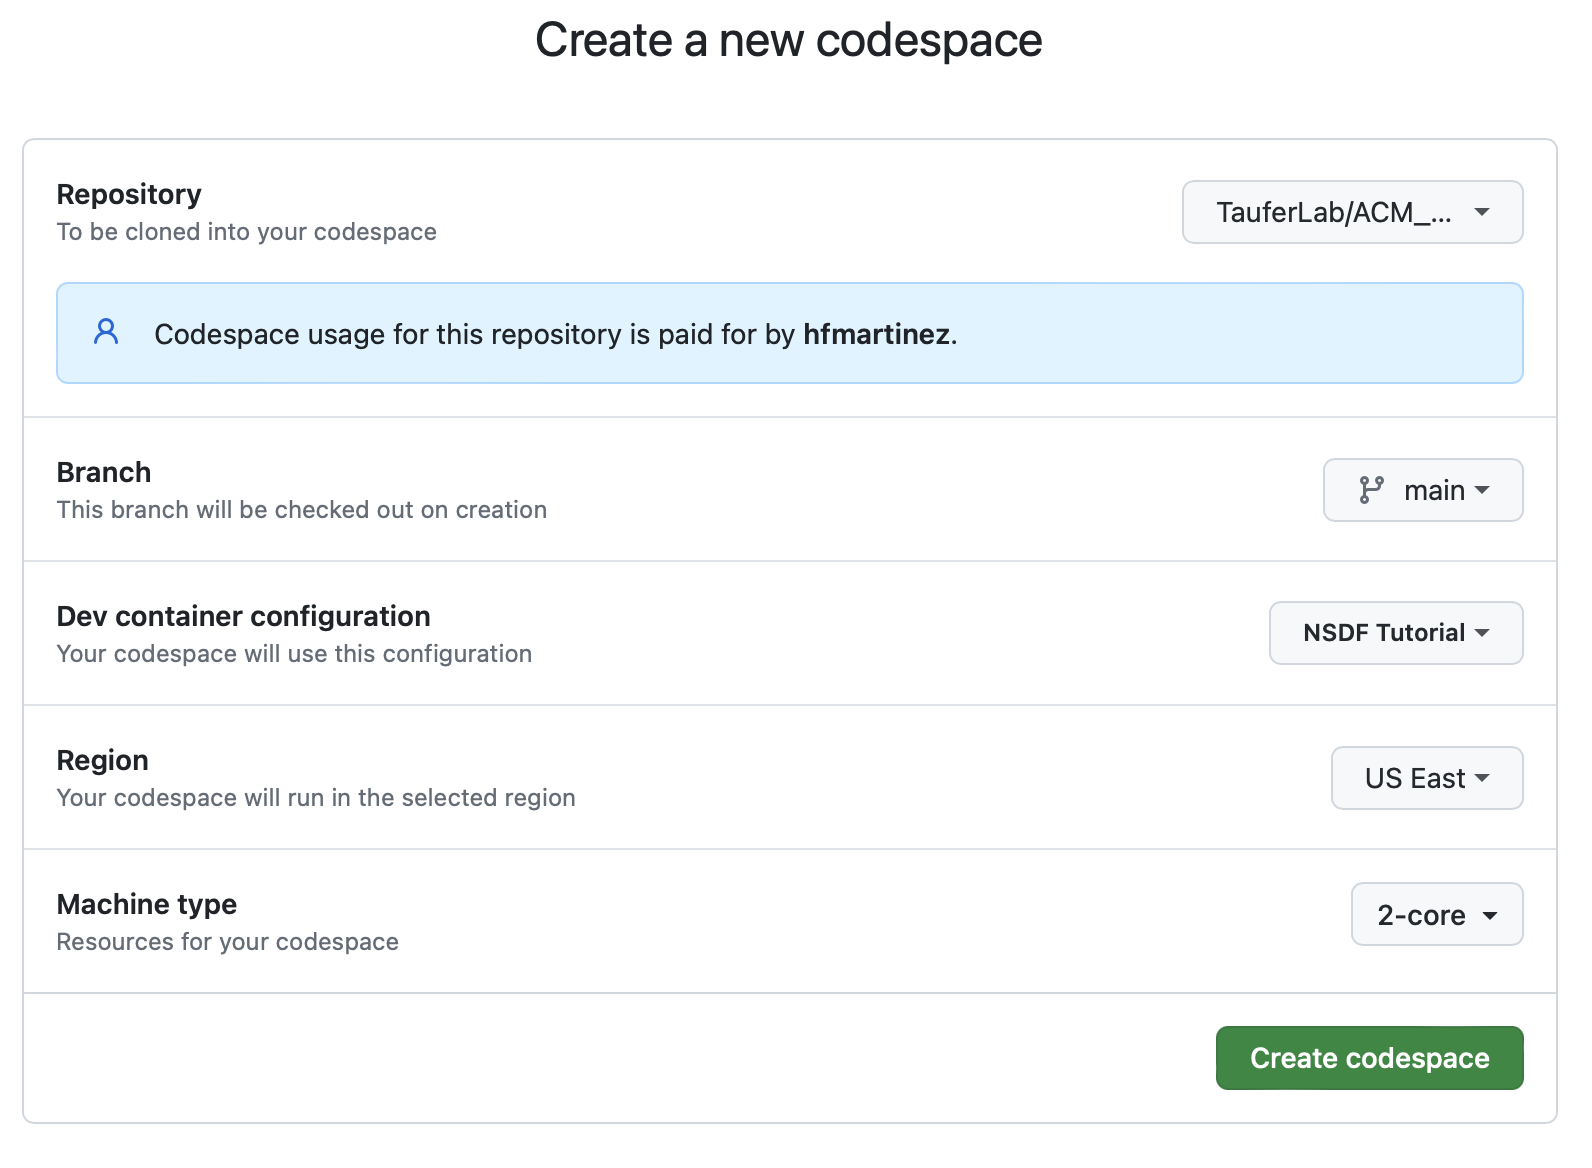 Create a new codespace
Repository
To be cloned into your codespace
TauferLab/ACM_...
Codespace usage for this repository is paid for by hfmartinez.
Branch
This branch will be checked out on creation
main
Dev container configuration
Your codespace will use this configuration
NSDF Tutorial
Region
Your codespace will run in the selected region
US East
Machine type
Resources for your codespace
2-core
Create codespace